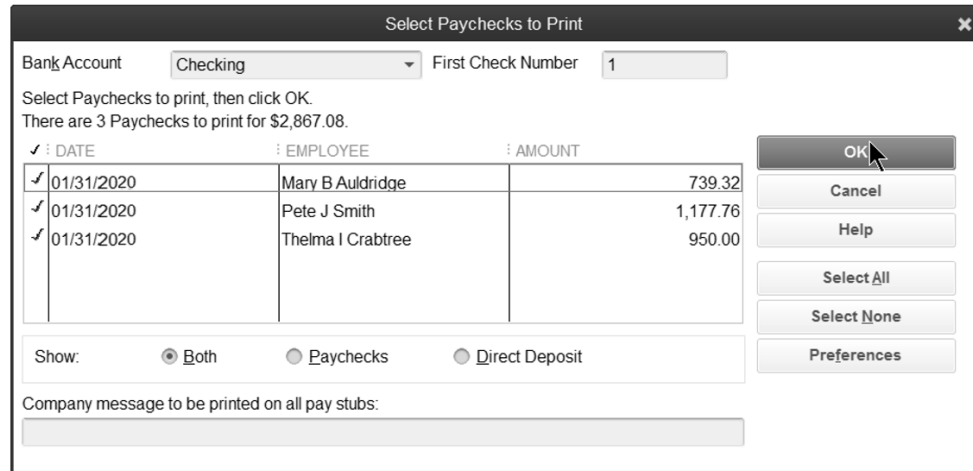 Select Paychecks to Print
Bank Account Checking First Check Number 1
Select Paychecks to print, then click OK.
There are 3 Paychecks to print for $2,867.08.
✓ DATE EMPLOYEE AMOUNT
✓ 01/31/2020 Mary B Auldridge 739.32
✓ 01/31/2020 Pete J Smith 1,177.76
✓ 01/31/2020 Thelma I Crabtree 950.00
OK
Cancel
Help
Select All
Select None
Preferences
Show: Both Paychecks Direct Deposit
Company message to be printed on all pay stubs: